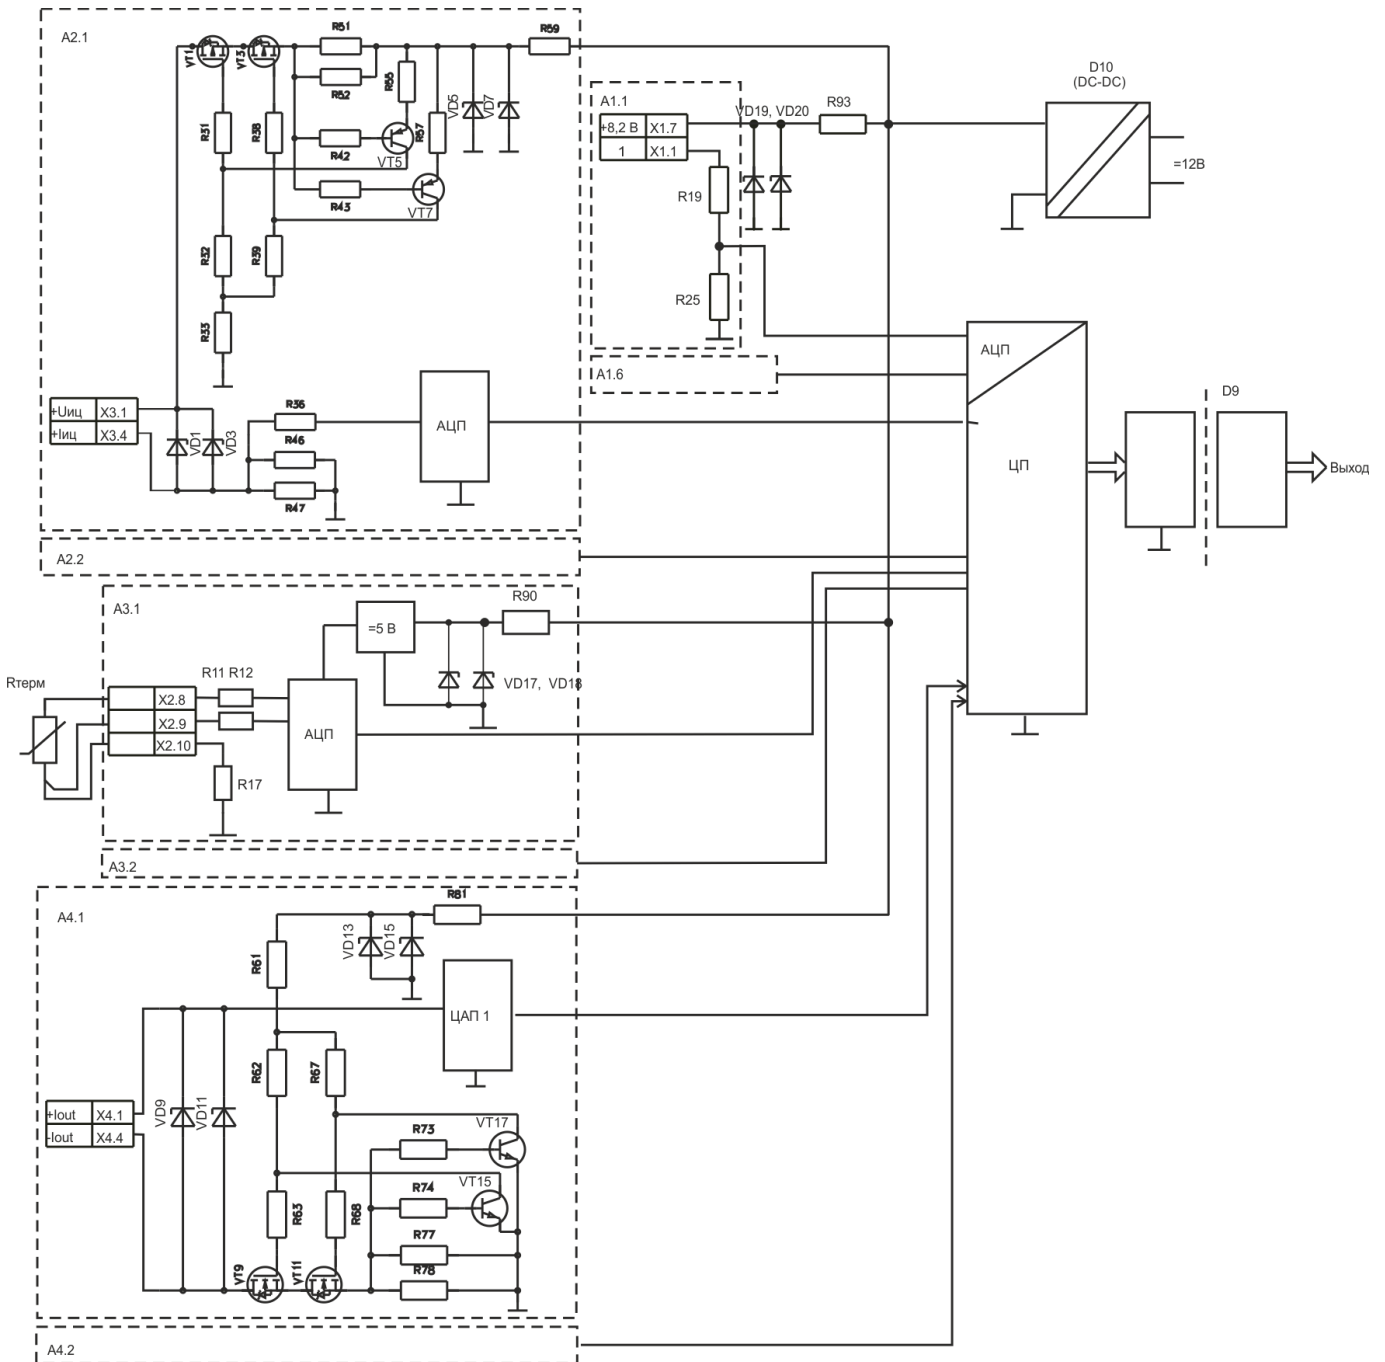 A2.1
VT1
VT3
R51
R52
R55
R59
R31
R38
R42
VT5
R57
VD5
VD7
R43
VT7
R32
R39
R33
+Uиц X3.1
+Iиц X3.4
VD1
VD3
R36
R46
R47
АЦП
A1.1
+8,2 В X1.7
1 X1.1
VD19, VD20
R93
R19
R25
A1.6
D10
(DC-DC)
=12В
АЦП
ЦП
D9
Выход
A2.2
A3.1
=5 В
R90
VD17, VD18
Rтерм
R11 R12
X2.8
X2.9
X2.10
R17
АЦП
A3.2
A4.1
R81
VD13
VD15
R61
ЦАП 1
R62
R67
+Iout X4.1
-Iout X4.4
VD9
VD11
R73
VT17
VT15
R74
R63
R68
R77
R78
VT9
VT11
A4.2